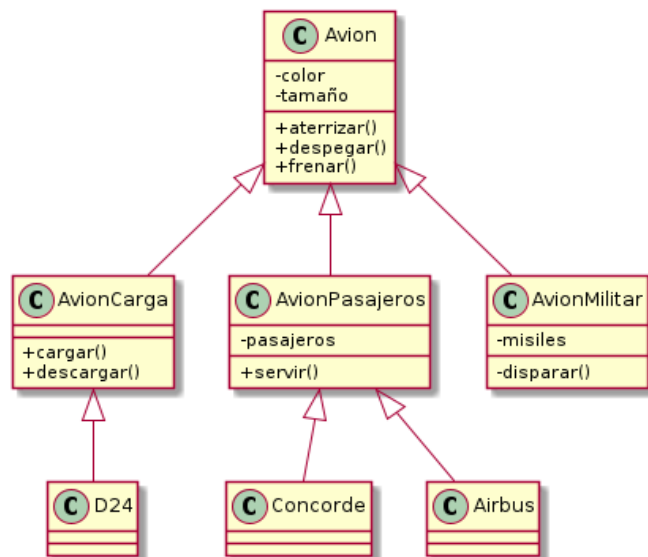 C Avion
-color
-tamaño
+aterrizar()
+despegar()
+frenar()
C AvionCarga
+cargar()
+descargar()
C AvionPasajeros
-pasajeros
+servir()
C AvionMilitar
-misiles
-disparar()
C D24
C Concorde
C Airbus